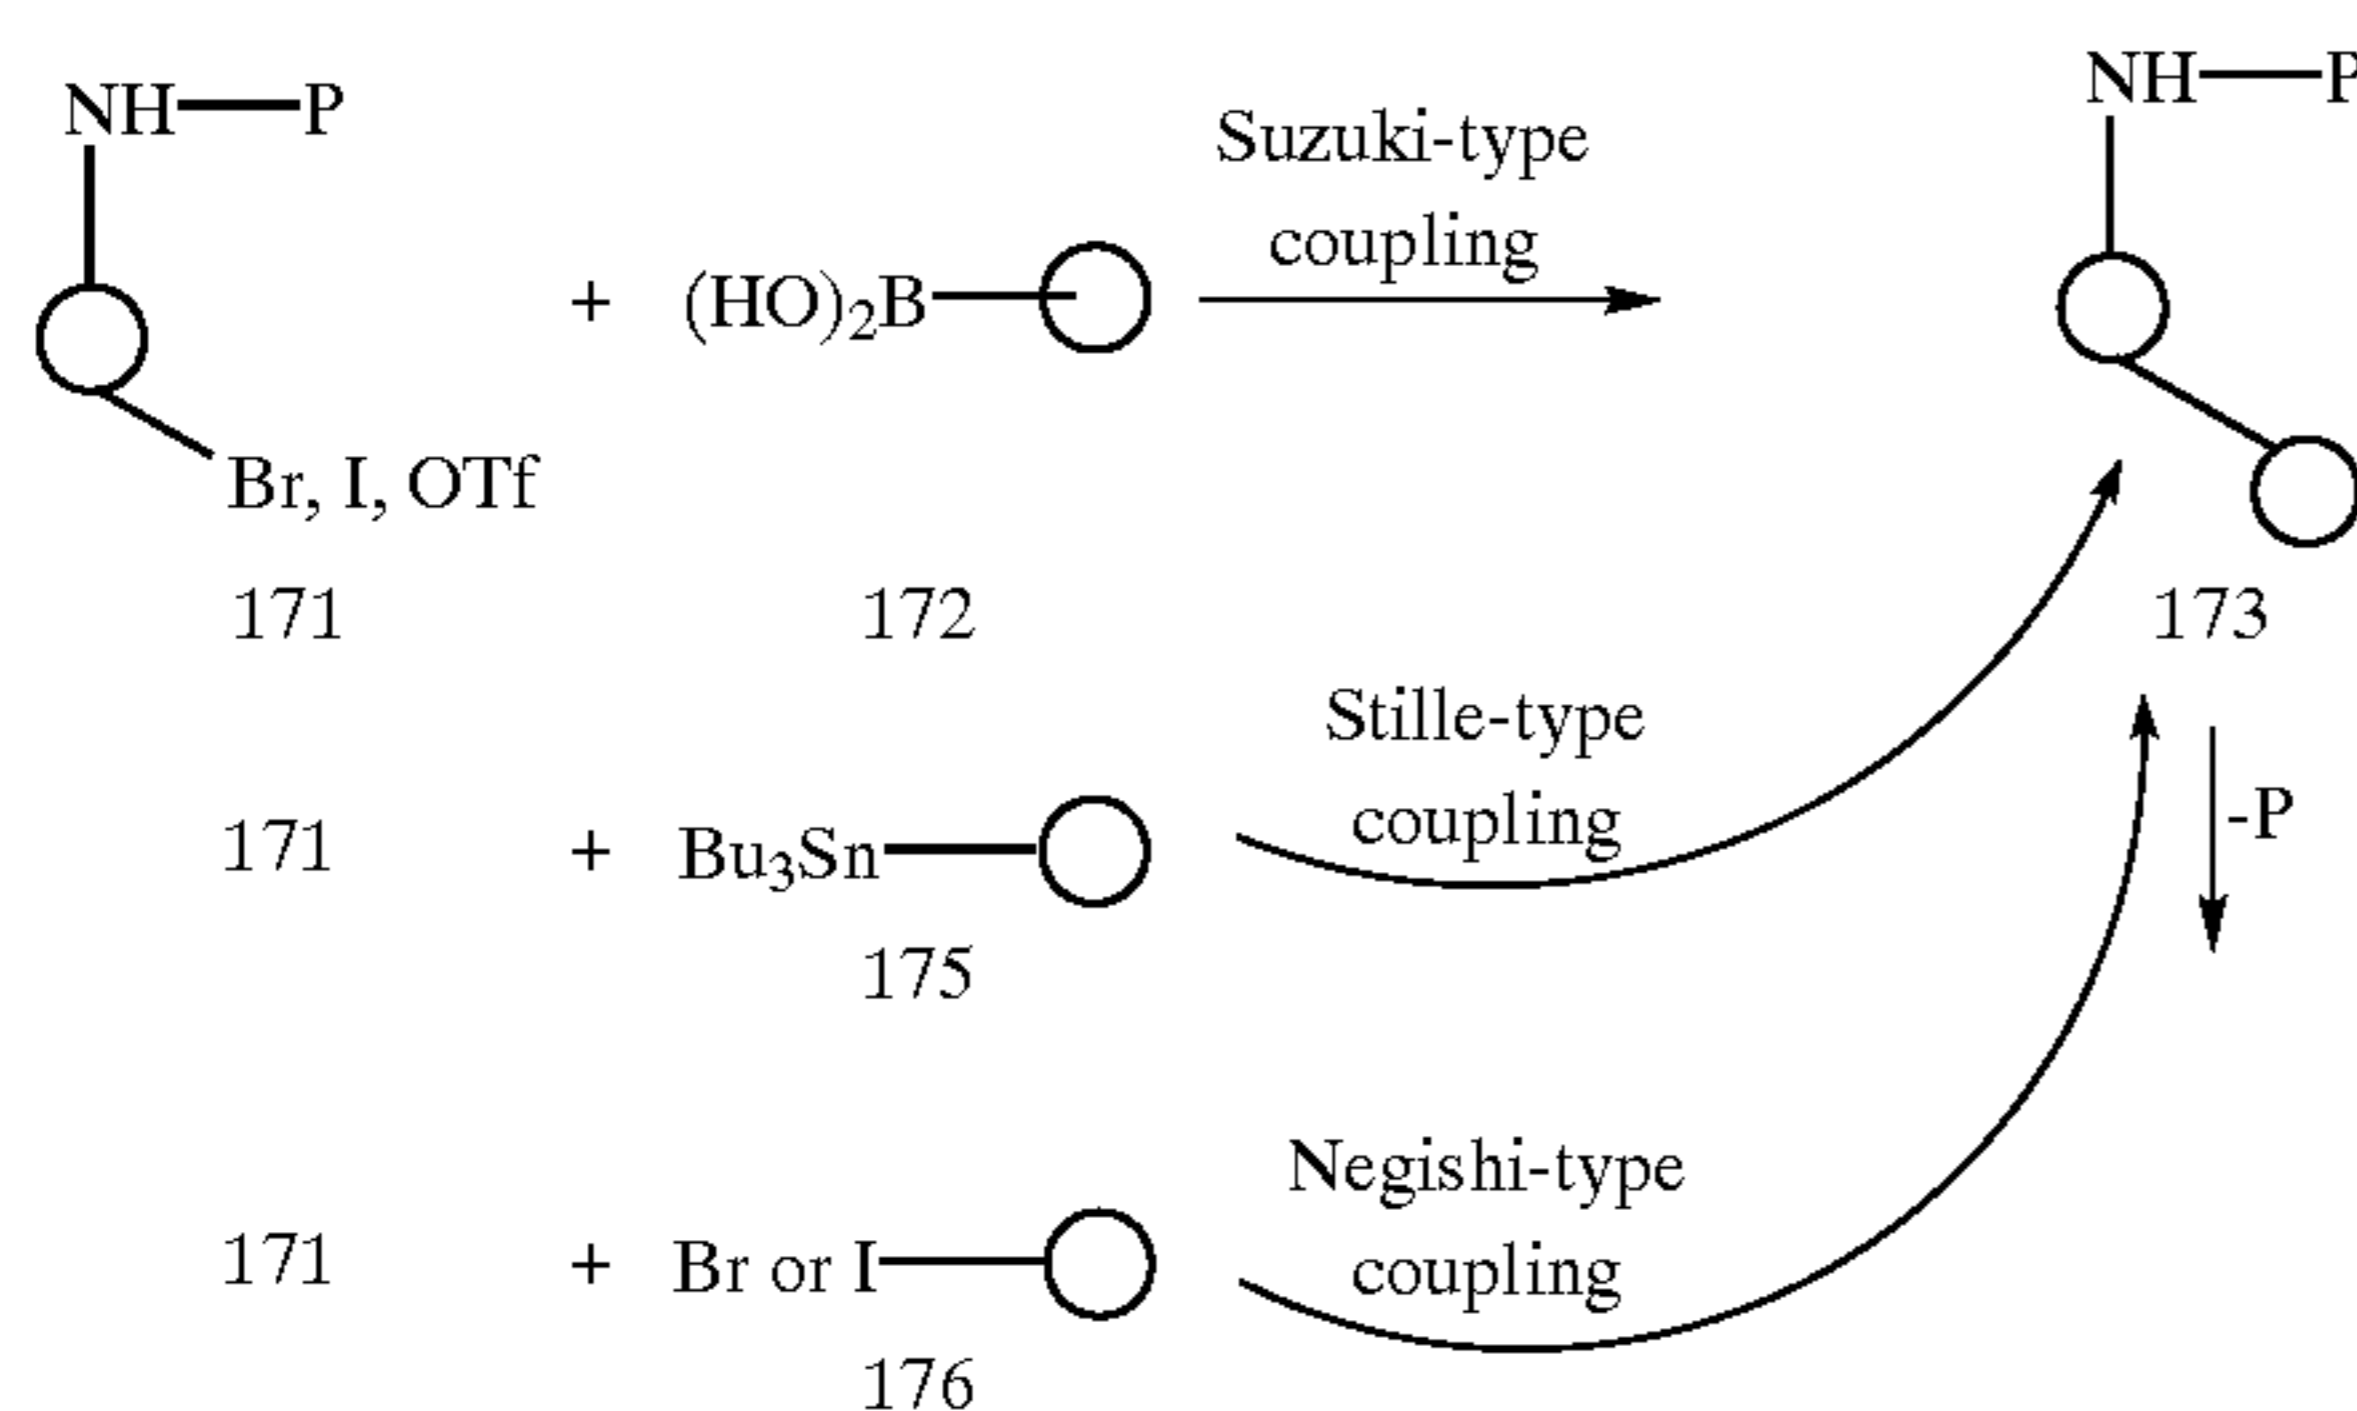 NH—P
NH—P
Suzuki-type
coupling
+ (HO)₂B
Br, I, OTf
171
172
173
Stille-type
coupling
-P
171 + Bu₃Sn
175
Negishi-type
coupling
171 + Br or I
176